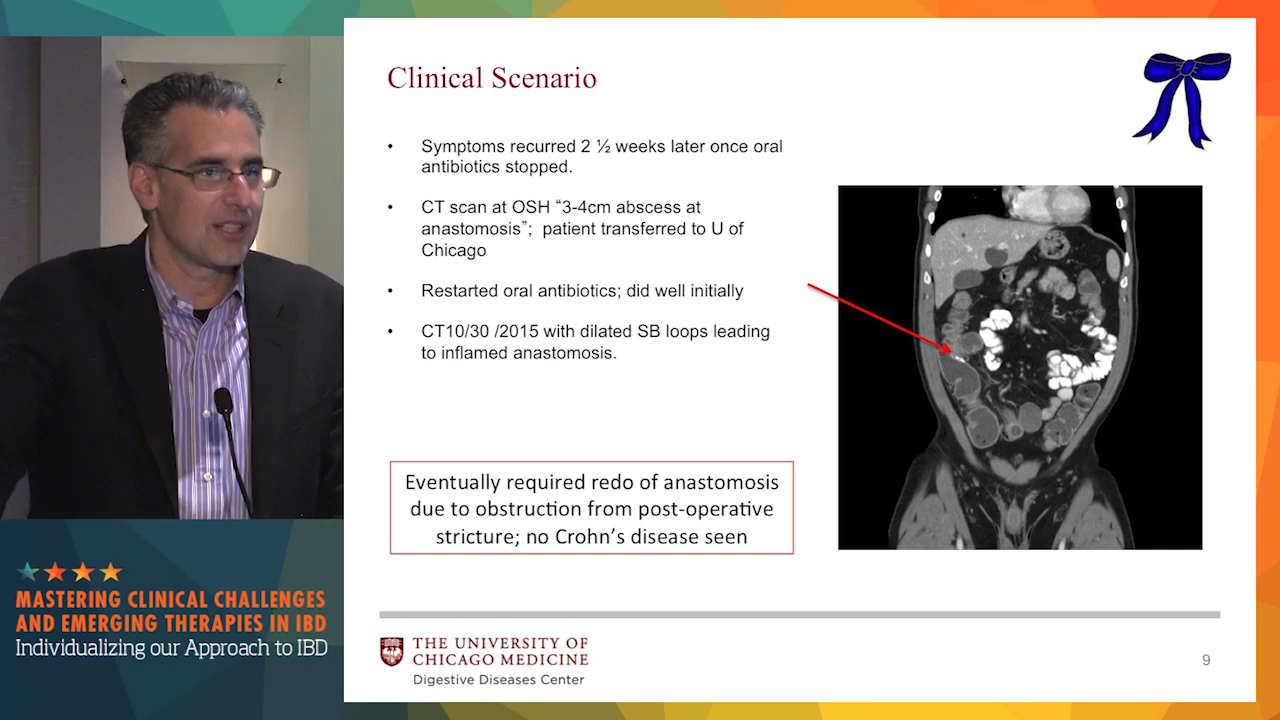 Clinical Scenario
• Symptoms recurred 2 ½ weeks later once oral
antibiotics stopped.
• CT scan at OSH “3-4cm abscess at
anastomosis”; patient transferred to U of
Chicago
• Restarted oral antibiotics; did well initially
• CT10/30 /2015 with dilated SB loops leading
to inflamed anastomosis.
Eventually required redo of anastomosis
due to obstruction from post-operative
stricture; no Crohn’s disease seen
MASTERING CLINICAL CHALLENGES
AND EMERGING THERAPIES IN IBD
Individualizing our Approach to IBD
THE UNIVERSITY OF
CHICAGO MEDICINE
Digestive Diseases Center
9